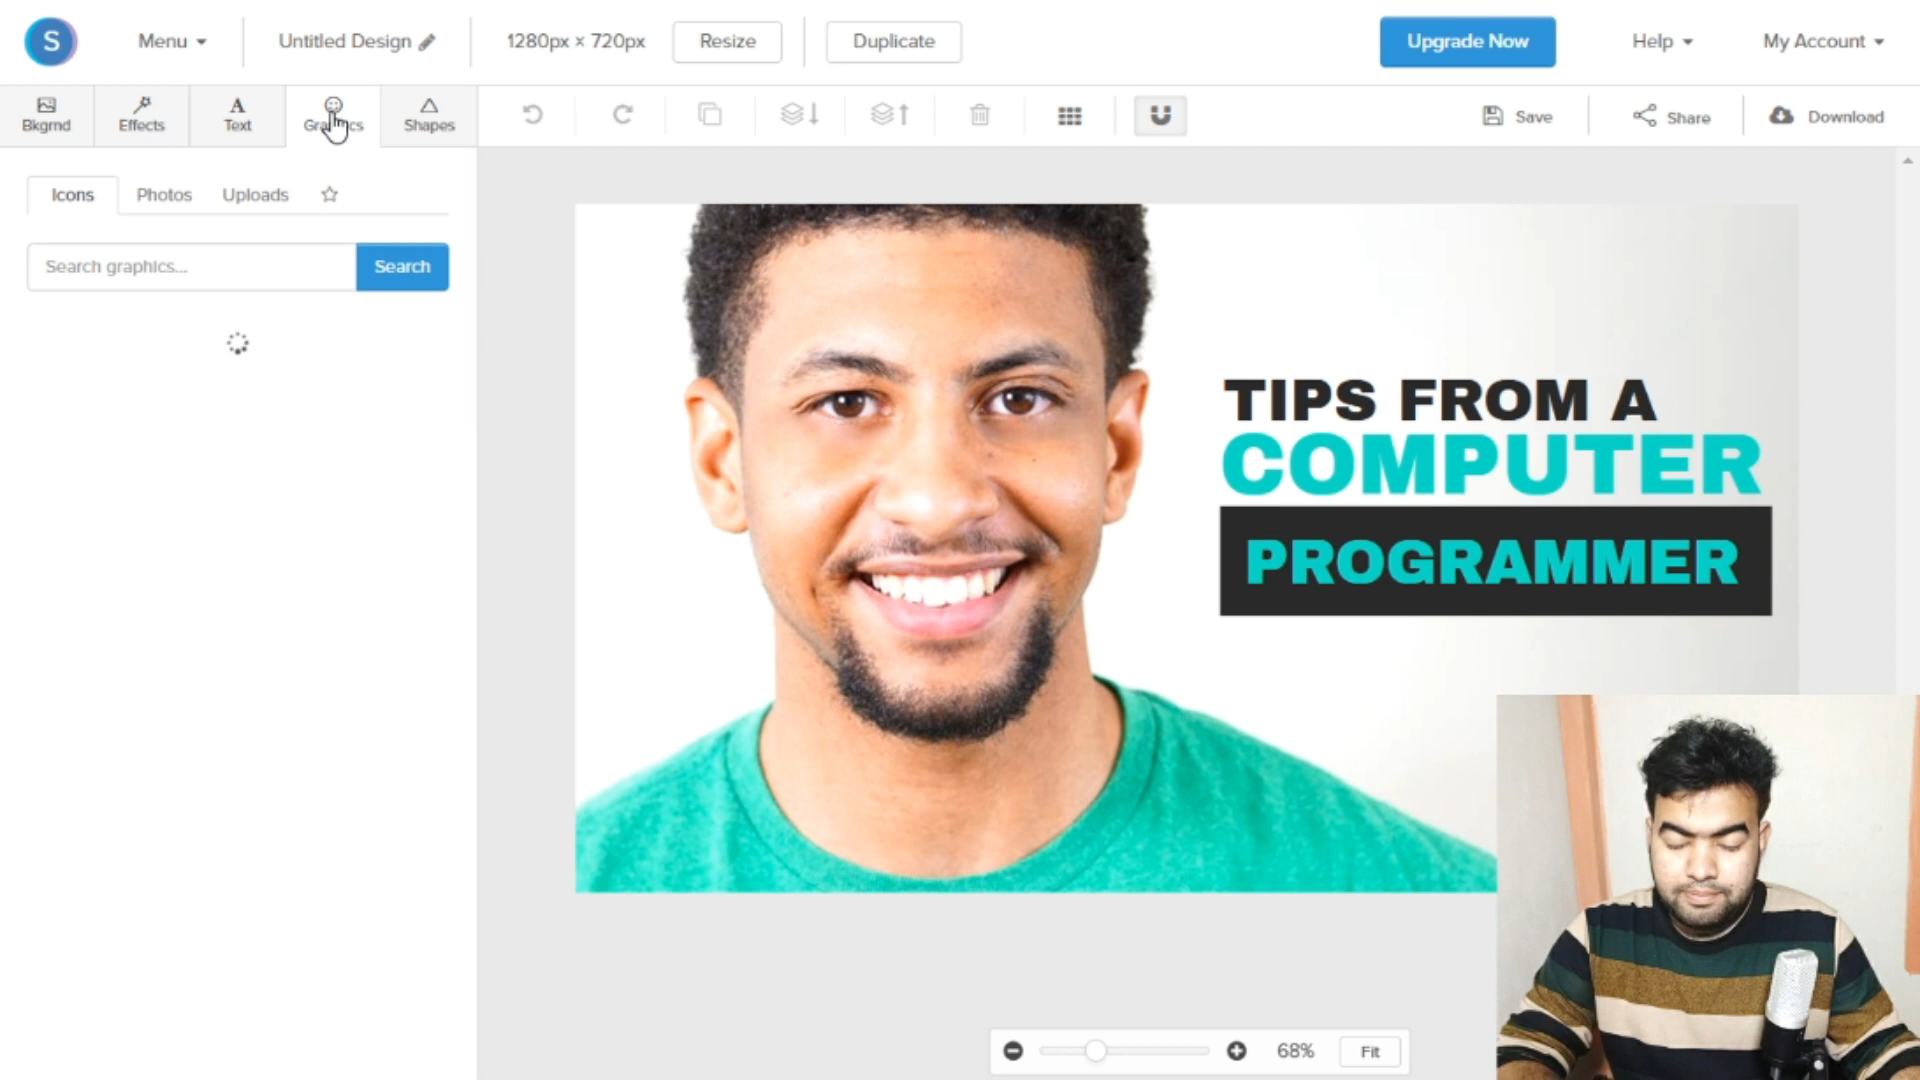 S
Menu
Untitled Design
1280px × 720px
Resize
Duplicate
Upgrade Now
Help
My Account
Bkgrnd
Effects
Text
Graphics
Shapes
Save
Share
Download
Icons
Photos
Uploads
Search graphics...
Search
TIPS FROM A
COMPUTER
PROGRAMMER
68%
Fit